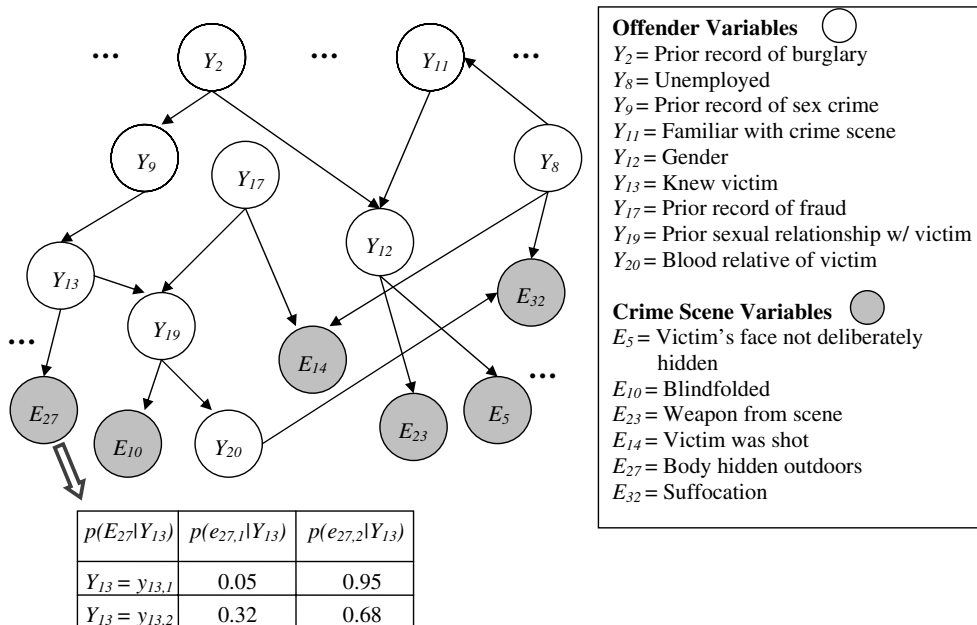 ... Y2 ... Y11 ...
Y9 Y17 Y8
Y12
Y13 E32
Y19
... E14 ...
E27 E10 Y20 E23 E5
p(E27|Y13) p(e27,1|Y13) p(e27,2|Y13)
Y13 = y13,1 0.05 0.95
Y13 = y13,2 0.32 0.68
Offender Variables
Y2 = Prior record of burglary
Y8 = Unemployed
Y9 = Prior record of sex crime
Y11 = Familiar with crime scene
Y12 = Gender
Y13 = Knew victim
Y17 = Prior record of fraud
Y19 = Prior sexual relationship w/ victim
Y20 = Blood relative of victim
Crime Scene Variables
E5 = Victim's face not deliberately
hidden
E10 = Blindfolded
E23 = Weapon from scene
E14 = Victim was shot
E27 = Body hidden outdoors
E32 = Suffocation